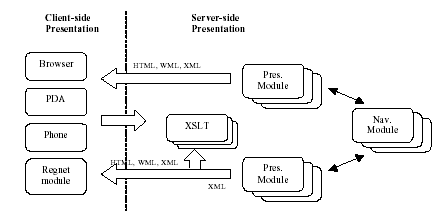 Client-side
Presentation
Server-side
Presentation
Browser
HTML, WML, XML
Pres.
Module
PDA
XSLT
Nav.
Module
Phone
Regnet
module
HTML, WML, XML
Pres.
Module
XML